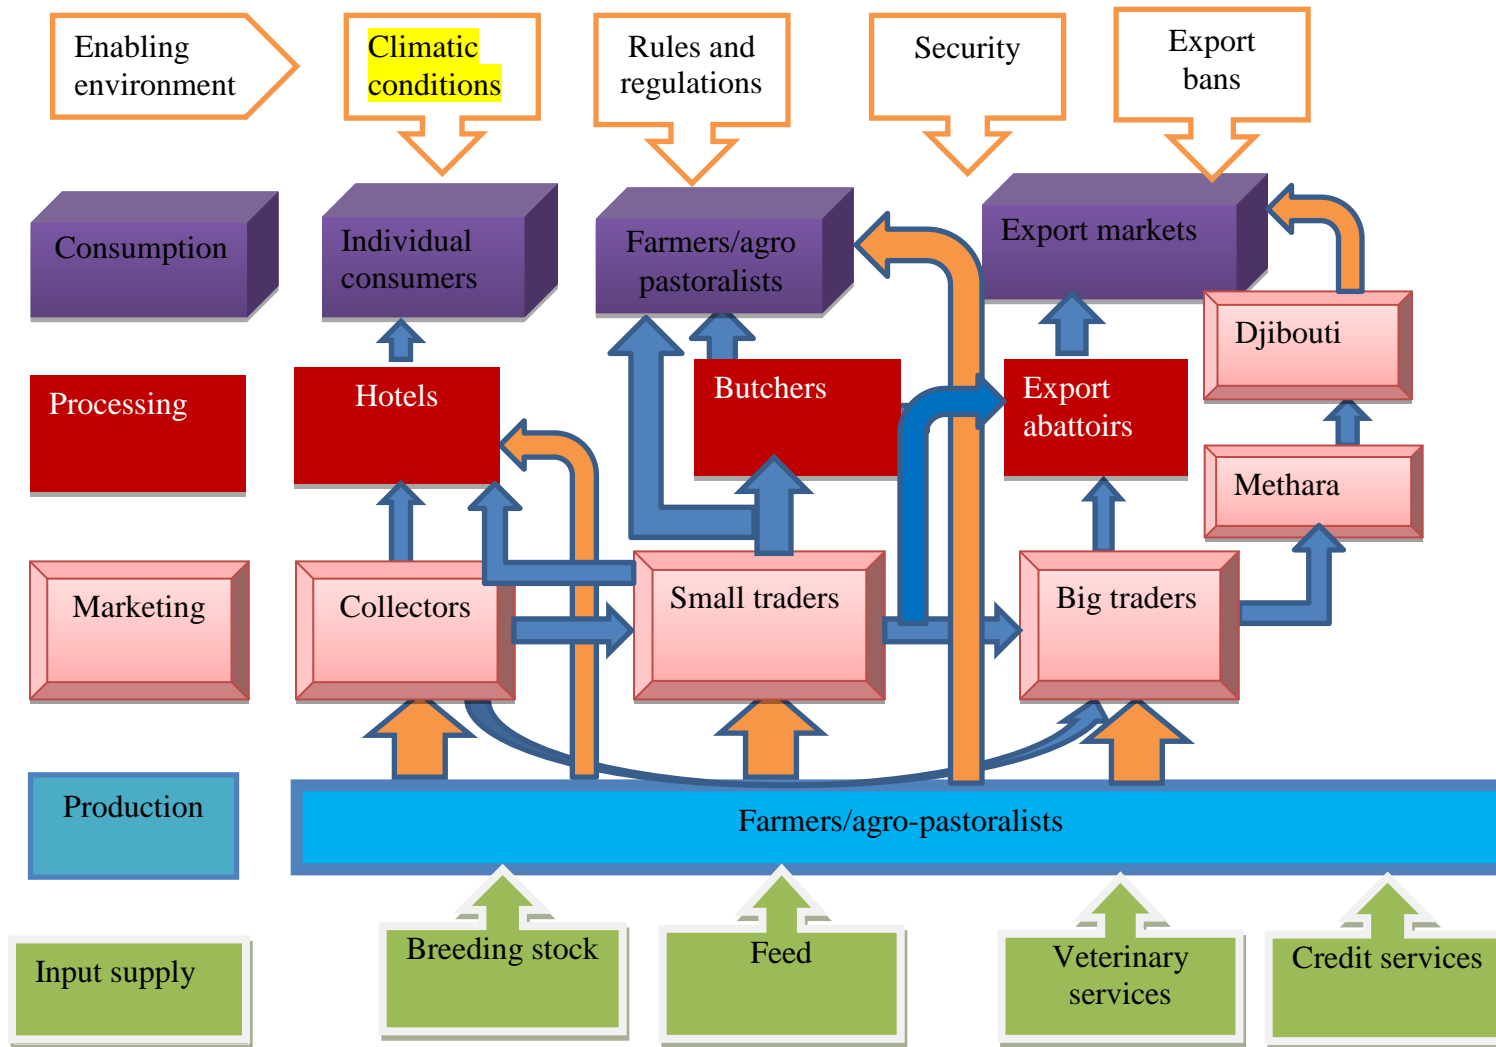 Enabling
environment
Climatic
conditions
Rules and
regulations
Security
Export
bans
Consumption
Individual
consumers
Farmers/agro
pastoralists
Export markets
Djibouti
Processing
Hotels
Butchers
Export
abattoirs
Methara
Marketing
Collectors
Small traders
Big traders
Production
Farmers/agro-pastoralists
Input supply
Breeding stock
Feed
Veterinary
services
Credit services